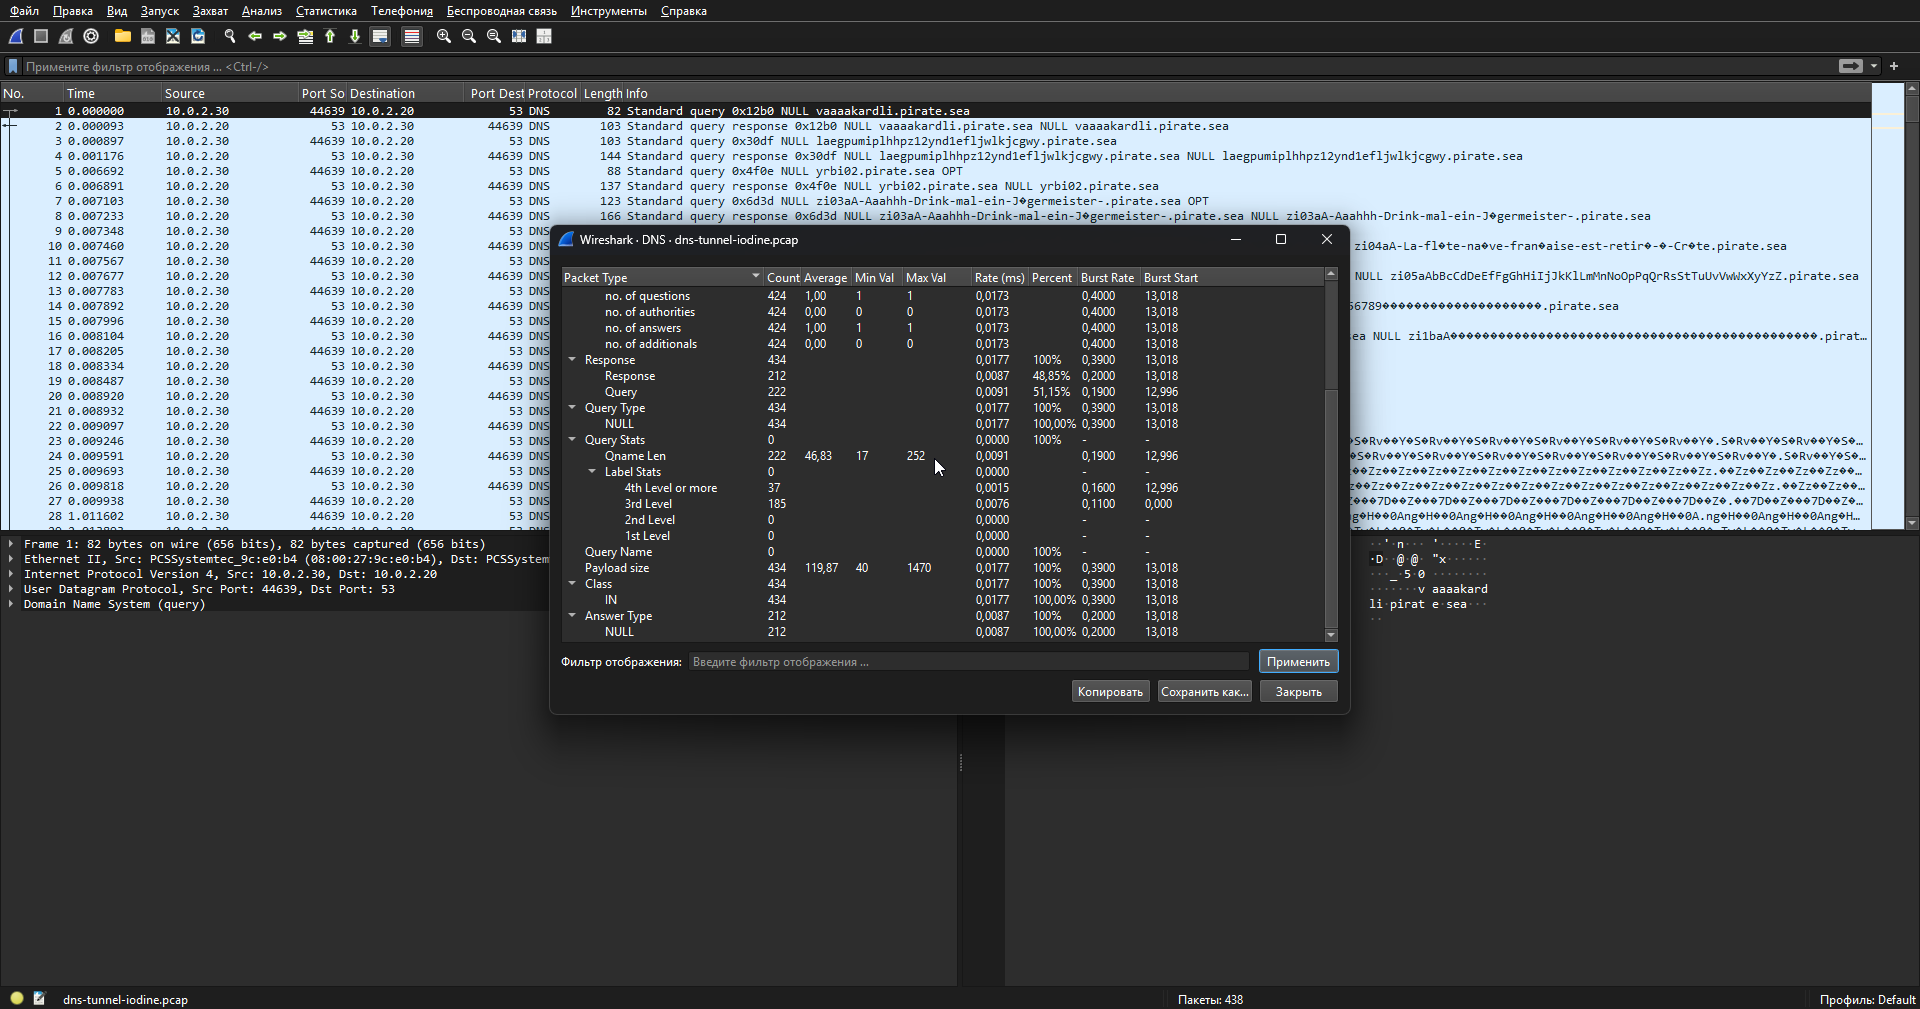 Файл Правка Вид Запуск Захват Анализ Статистика Телефония Беспроводная связь Инструменты Справка
Примените фильтр отображения ... <Ctrl-/>
No. Time Source Port So Destination Port Dest Protocol Length Info
1 0.000000 10.0.2.30 44639 10.0.2.20 53 DNS 82 Standard query 0x12b0 NULL vaaaakardli.pirate.sea
2 0.000093 10.0.2.20 53 10.0.2.30 44639 DNS 103 Standard query response 0x12b0 NULL vaaaakardli.pirate.sea NULL vaaaakardli.pirate.sea
3 0.000897 10.0.2.30 44639 10.0.2.20 53 DNS 103 Standard query 0x30df NULL laegpumiplhhpz12ynd1efljwlkjcgwy.pirate.sea
4 0.001176 10.0.2.20 53 10.0.2.30 44639 DNS 144 Standard query response 0x30df NULL laegpumiplhhpz12ynd1efljwlkjcgwy.pirate.sea NULL laegpumiplhhpz12ynd1efljwlkjcgwy.pirate.sea
5 0.006692 10.0.2.30 44639 10.0.2.20 53 DNS 88 Standard query 0x4f0e NULL yrbi02.pirate.sea OPT
6 0.006891 10.0.2.20 53 10.0.2.30 44639 DNS 137 Standard query response 0x4f0e NULL yrbi02.pirate.sea NULL yrbi02.pirate.sea
7 0.007103 10.0.2.30 44639 10.0.2.20 53 DNS 123 Standard query 0x6d3d NULL zi03aA-Aaahhh-Drink-mal-ein-J�germeister-.pirate.sea OPT
8 0.007233 10.0.2.20 53 10.0.2.30 44639 DNS 166 Standard query response 0x6d3d NULL zi03aA-Aaahhh-Drink-mal-ein-J�germeister-.pirate.sea NULL zi03aA-Aaahhh-Drink-mal-ein-J�germeister-.pirate.sea
9 0.007348 10.0.2.30 44639 10.0.2.20 53 DNS
10 0.007460 10.0.2.20 53 10.0.2.30 44639 DNS zi04aA-La-fl�te-na�ve-fran�aise-est-retir�-�-Cr�te.pirate.sea
11 0.007567 10.0.2.30 44639 10.0.2.20 53 DNS
12 0.007677 10.0.2.20 53 10.0.2.30 44639 DNS NULL zi05aAbBcCdDeEfFgGhHiIjJkKlLmMnNoOpPqQrRsStTuUvVwWxXyYzZ.pirate.sea
13 0.007783 10.0.2.30 44639 10.0.2.20 53 DNS
14 0.007892 10.0.2.20 53 10.0.2.30 44639 DNS 56789�����������������������.pirate.sea
15 0.007996 10.0.2.30 44639 10.0.2.20 53 DNS
16 0.008104 10.0.2.20 53 10.0.2.30 44639 DNS ea NULL zi1baA�����������������������������������������������������.pirat…
17 0.008205 10.0.2.30 44639 10.0.2.20 53 DNS
18 0.008334 10.0.2.20 53 10.0.2.30 44639 DNS
19 0.008487 10.0.2.30 44639 10.0.2.20 53 DNS
20 0.008920 10.0.2.20 53 10.0.2.30 44639 DNS
21 0.008932 10.0.2.30 44639 10.0.2.20 53 DNS
22 0.009097 10.0.2.20 53 10.0.2.30 44639 DNS
23 0.009246 10.0.2.30 44639 10.0.2.20 53 DNS
24 0.009591 10.0.2.20 53 10.0.2.30 44639 DNS
25 0.009693 10.0.2.30 44639 10.0.2.20 53 DNS
26 0.009818 10.0.2.20 53 10.0.2.30 44639 DNS
27 0.009938 10.0.2.30 44639 10.0.2.20 53 DNS
28 1.011602 10.0.2.30 44639 10.0.2.20 53 DNS
Wireshark · DNS · dns-tunnel-iodine.pcap
Packet Type Count Average Min Val Max Val Rate (ms) Percent Burst Rate Burst Start
no. of questions 424 1,00 1 1 0,0173 0,4000 13,018
no. of authorities 424 0,00 0 0 0,0173 0,4000 13,018
no. of answers 424 1,00 1 1 0,0173 0,4000 13,018
no. of additionals 424 0,00 0 0 0,0173 0,4000 13,018
Response 434 0,0177 100% 0,3900 13,018
Response 212 0,0087 48,85% 0,2000 13,018
Query 222 0,0091 51,15% 0,1900 12,996
Query Type 434 0,0177 100% 0,3900 13,018
NULL 434 0,0177 100,00% 0,3900 13,018
Query Stats 0 0,0000 100% - -
Qname Len 222 46,83 17 252 0,0091 0,1900 12,996
Label Stats 0 0,0000 - -
4th Level or more 37 0,0015 0,1600 12,996
3rd Level 185 0,0076 0,1100 0,000
2nd Level 0 0,0000 - -
1st Level 0 0,0000 - -
Query Name 0 0,0000 100% - -
Payload size 434 119,87 40 1470 0,0177 100% 0,3900 13,018
Class 434 0,0177 100% 0,3900 13,018
IN 434 0,0177 100,00% 0,3900 13,018
Answer Type 212 0,0087 100% 0,2000 13,018
NULL 212 0,0087 100,00% 0,2000 13,018
Фильтр отображения: Введите фильтр отображения ... Применить
Копировать Сохранить как... Закрыть
Frame 1: 82 bytes on wire (656 bits), 82 bytes captured (656 bits)
Ethernet II, Src: PCSSystemtec_9c:e0:b4 (08:00:27:9c:e0:b4), Dst: PCSSystem
Internet Protocol Version 4, Src: 10.0.2.30, Dst: 10.0.2.20
User Datagram Protocol, Src Port: 44639, Dst Port: 53
Domain Name System (query)
··'·n··· '·····E·
·D··@·@· "x······
···_·5·0 ········
·······v aaaakard
li·pirat e·sea···
··
dns-tunnel-iodine.pcap Пакеты: 438 Профиль: Default